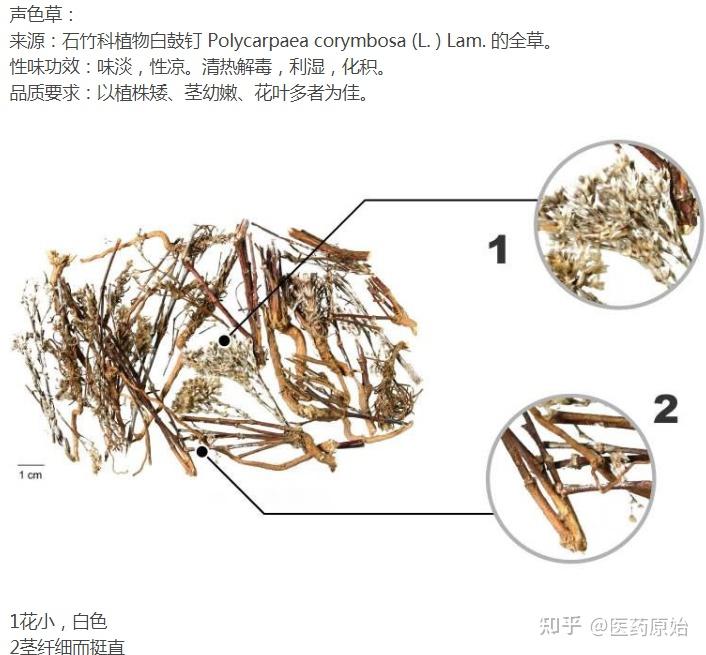 声色草：
来源：石竹科植物白鼓钉 Polycarpaea corymbosa (L. ) Lam. 的全草。
性味功效：味淡，性凉。清热解毒，利湿，化积。
品质要求：以植株矮、茎幼嫩、花叶多者为佳。
1
2
1 cm
1花小，白色
2茎纤细而挺直
知乎 @医药原始